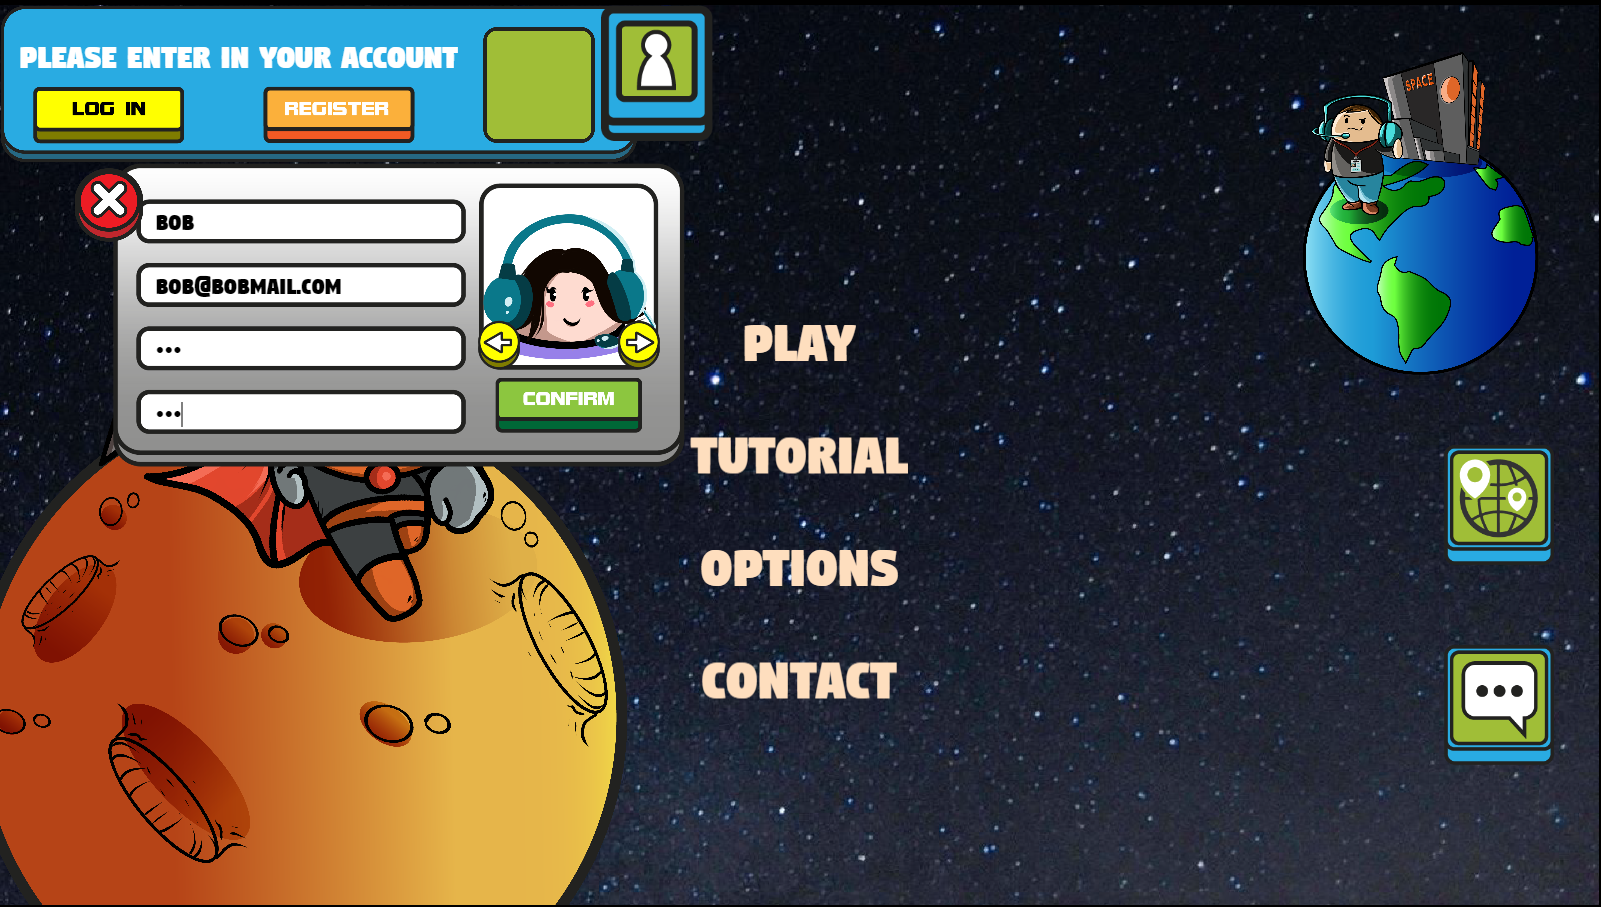 PLEASE ENTER IN YOUR ACCOUNT
LOG IN
REGISTER
BOB
BOB@BOBMAIL.COM
•••
•••
CONFIRM
SPACE
PLAY
TUTORIAL
OPTIONS
CONTACT